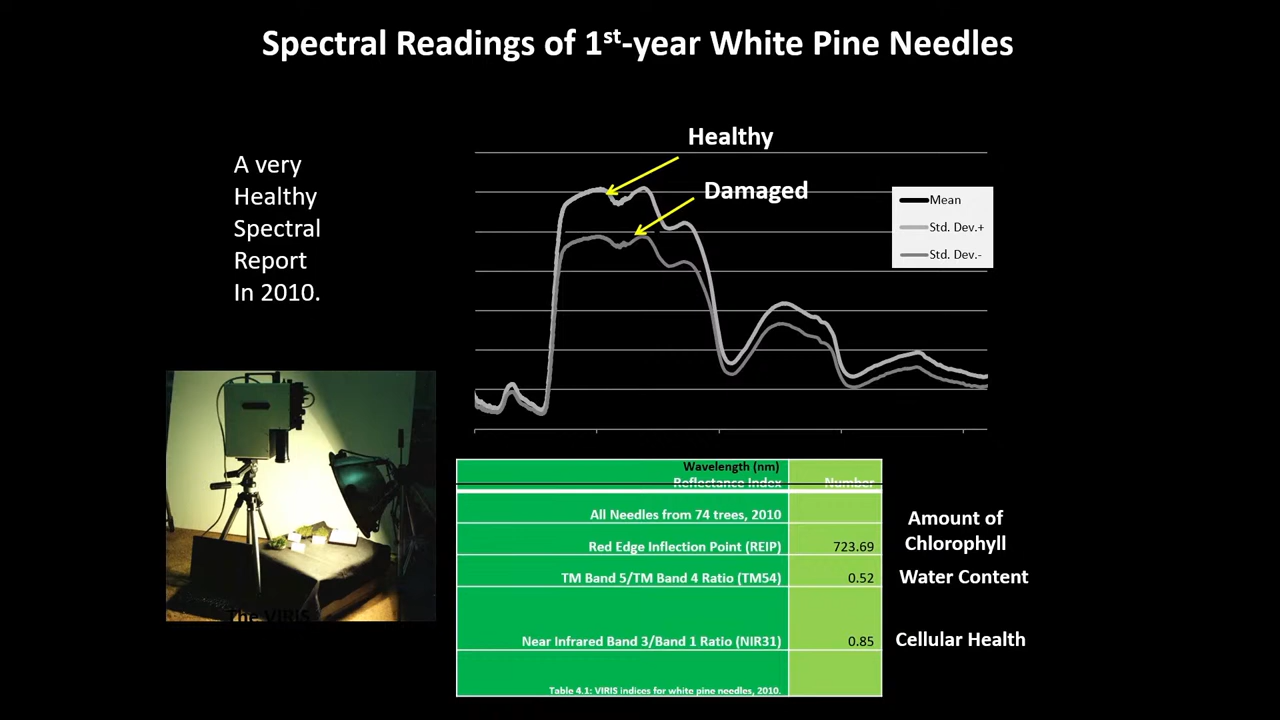 Spectral Readings of 1st-year White Pine Needles
A very
Healthy
Spectral
Report
In 2010.
Healthy
Damaged
Mean
Std. Dev.+
Std. Dev.-
Wavelength (nm)
Reflectance Index Number
All Needles from 74 trees, 2010
Red Edge Inflection Point (REIP) 723.69
TM Band 5/TM Band 4 Ratio (TM54) 0.52
Near Infrared Band 3/Band 1 Ratio (NIR31) 0.85
Table 4.1: VIRIS indices for white pine needles, 2010.
Amount of
Chlorophyll
Water Content
Cellular Health
The VIRIS